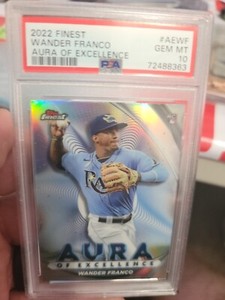 2022 FINEST #AEWF
WANDER FRANCO GEM MT
AURA OF EXCELLENCE 10
PSA 72488363
FINEST
RAYS
AURA
OF EXCELLENCE
WANDER FRANCO